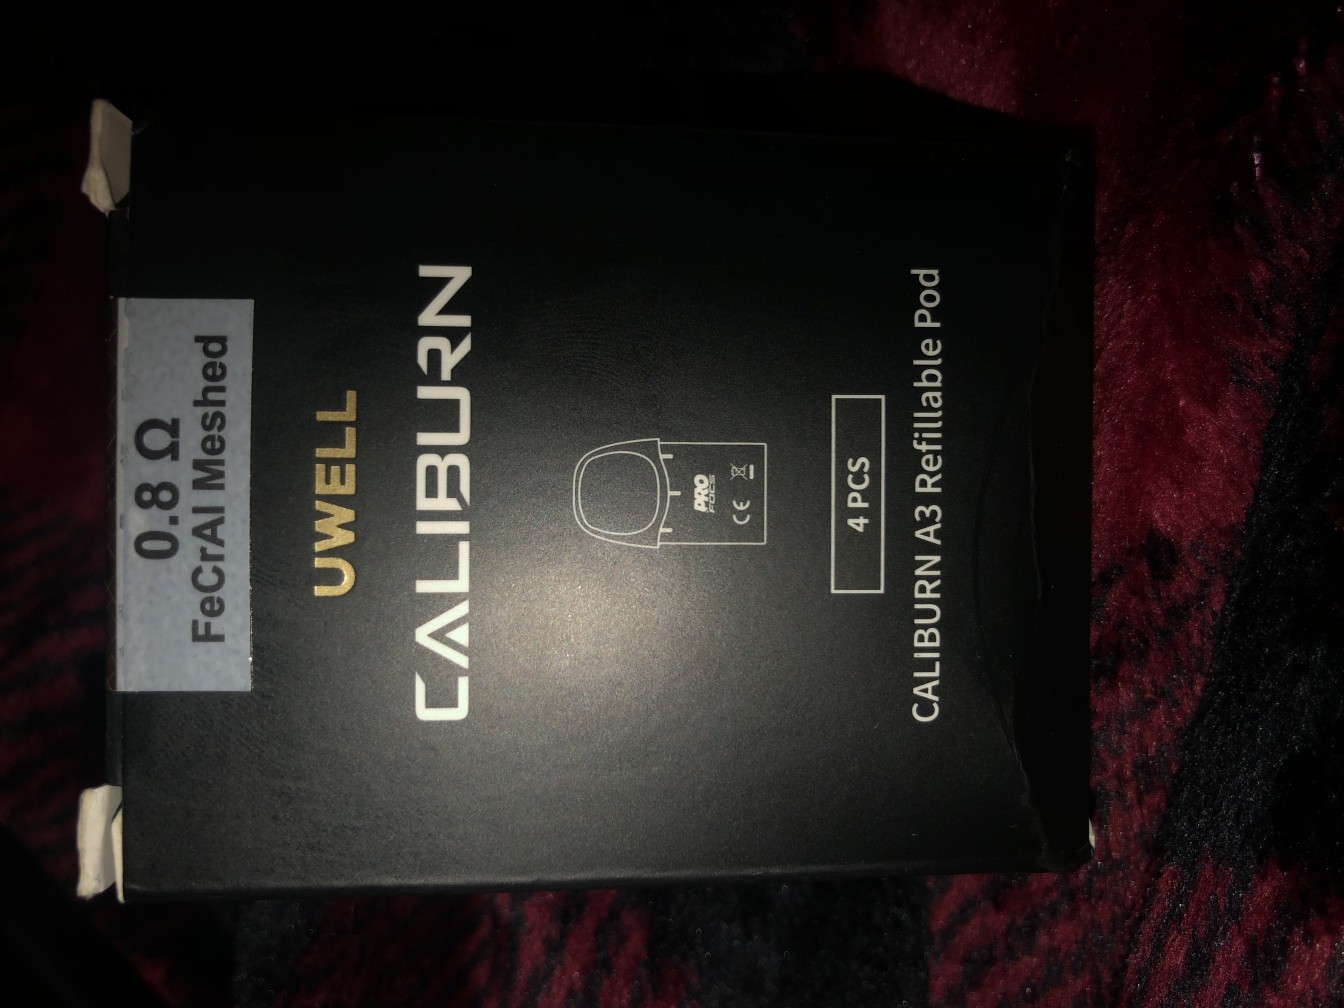 0.8 Ω
FeCrAl Meshed
UWELL
CALIBURN
PRO
FOCS
CE
4 PCS
CALIBURN A3 Refillable Pod